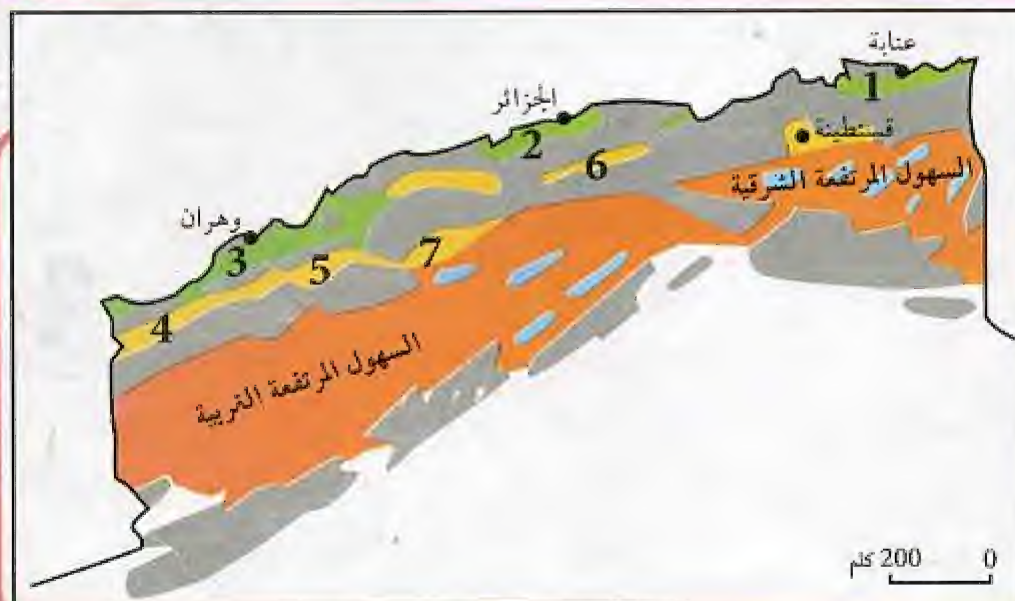 عنابة
1
الجزائر
2
قسنطينة
6
السهول المرتفعة الشرقية
وهران
3
7
5
4
السهول المرتفعة التربية
200 كلم 0